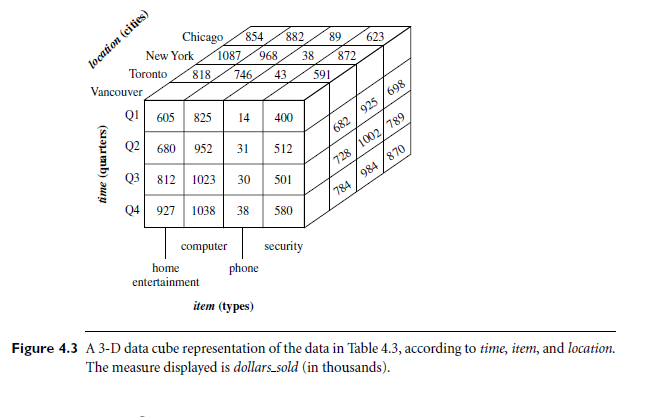 location (cities)
Chicago 854 882 89 623
New York 1087 968 38 872
Toronto 818 746 43 591
Vancouver
time (quarters)
Q1 605 825 14 400
Q2 680 952 31 512
Q3 812 1023 30 501
Q4 927 1038 38 580
682 925 698
728 1002 789
784 984 870
computer security
home phone
entertainment
item (types)
Figure 4.3 A 3-D data cube representation of the data in Table 4.3, according to time, item, and location.
The measure displayed is dollars_sold (in thousands).